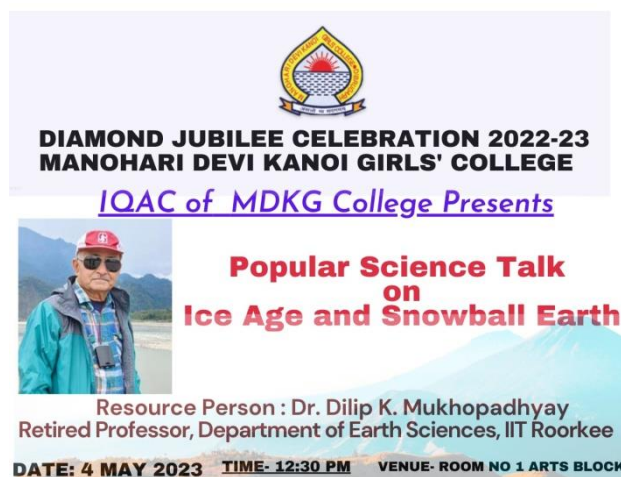 DIAMOND JUBILEE CELEBRATION 2022-23
MANOHARI DEVI KANOI GIRLS' COLLEGE
IQAC of MDKG College Presents
Popular Science Talk
on
Ice Age and Snowball Earth
Resource Person : Dr. Dilip K. Mukhopadhyay
Retired Professor, Department of Earth Sciences, IIT Roorkee
DATE: 4 MAY 2023 TIME- 12:30 PM VENUE- ROOM NO 1 ARTS BLOCK